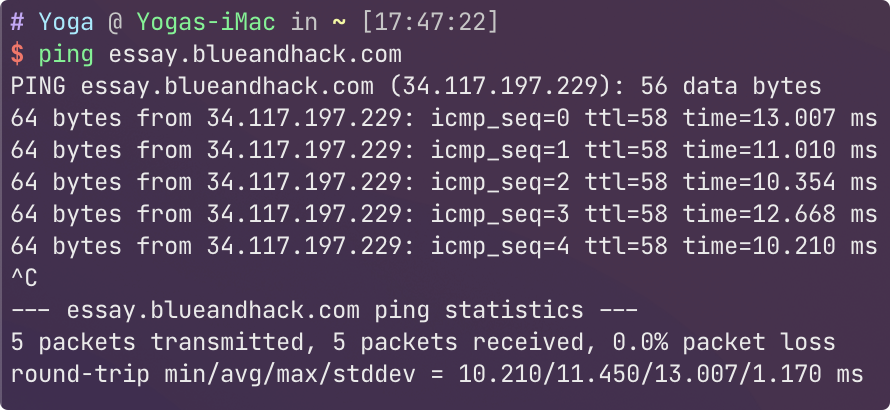 # Yoga @ Yogas-iMac in ~ [17:47:22]
$ ping essay.blueandhack.com
PING essay.blueandhack.com (34.117.197.229): 56 data bytes
64 bytes from 34.117.197.229: icmp_seq=0 ttl=58 time=13.007 ms
64 bytes from 34.117.197.229: icmp_seq=1 ttl=58 time=11.010 ms
64 bytes from 34.117.197.229: icmp_seq=2 ttl=58 time=10.354 ms
64 bytes from 34.117.197.229: icmp_seq=3 ttl=58 time=12.668 ms
64 bytes from 34.117.197.229: icmp_seq=4 ttl=58 time=10.210 ms
^C
--- essay.blueandhack.com ping statistics ---
5 packets transmitted, 5 packets received, 0.0% packet loss
round-trip min/avg/max/stddev = 10.210/11.450/13.007/1.170 ms